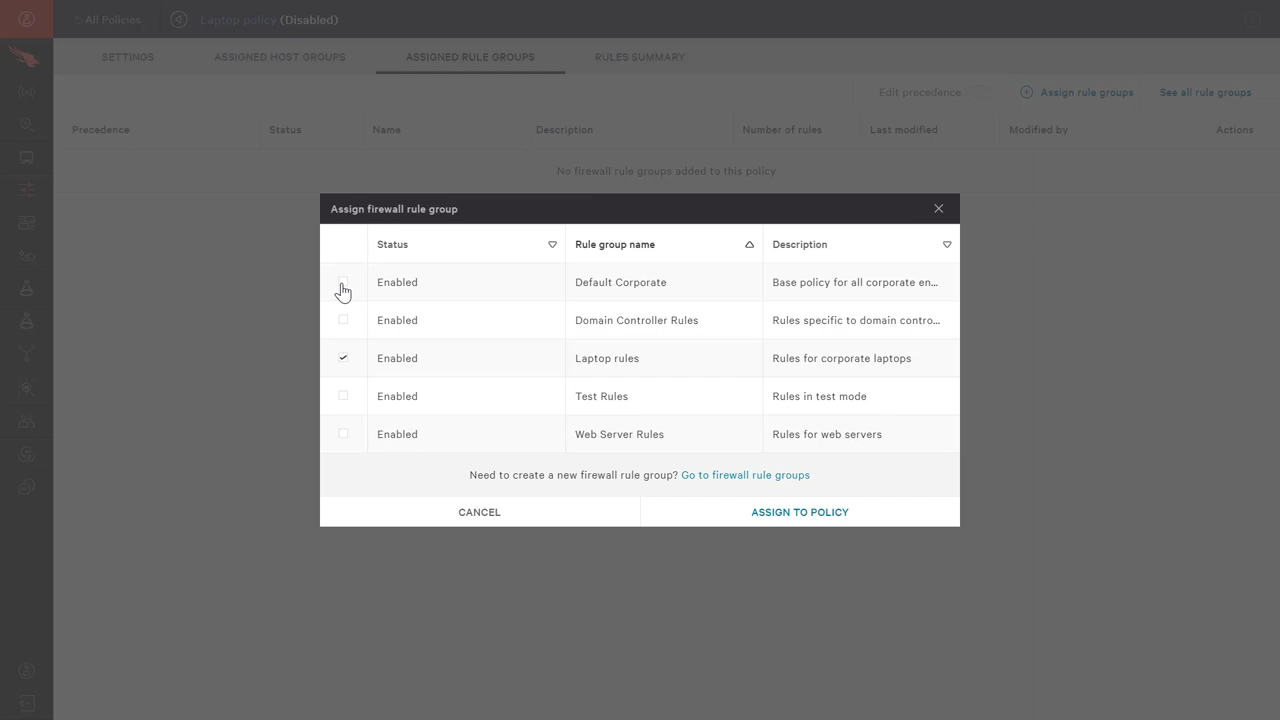 All Policies
Laptop policy (Disabled)
SETTINGS
ASSIGNED HOST GROUPS
ASSIGNED RULE GROUPS
RULES SUMMARY
Edit precedence
Assign rule groups
See all rule groups
Precedence
Status
Name
Description
Number of rules
Last modified
Modified by
Actions
No firewall rule groups added to this policy
Assign firewall rule group
Status
Rule group name
Description
Enabled
Default Corporate
Base policy for all corporate en...
Enabled
Domain Controller Rules
Rules specific to domain contro...
Enabled
Laptop rules
Rules for corporate laptops
Enabled
Test Rules
Rules in test mode
Enabled
Web Server Rules
Rules for web servers
Need to create a new firewall rule group? Go to firewall rule groups
CANCEL
ASSIGN TO POLICY